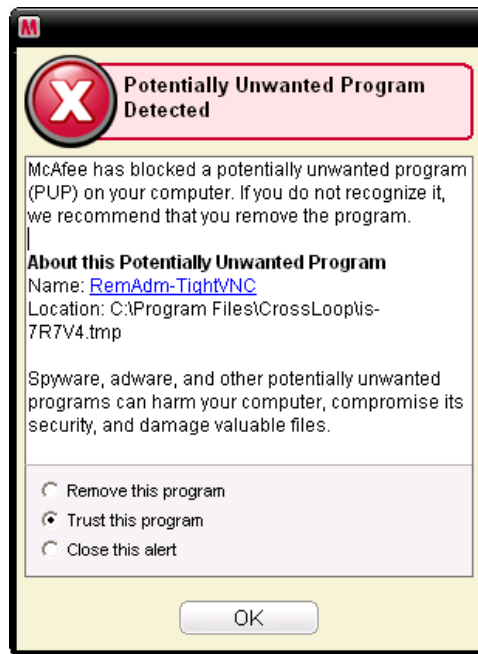 M
Potentially Unwanted Program
Detected
McAfee has blocked a potentially unwanted program
(PUP) on your computer. If you do not recognize it,
we recommend that you remove the program.
About this Potentially Unwanted Program
Name: RemAdm-TightVNC
Location: C:\Program Files\CrossLoop\is-
7R7V4.tmp
Spyware, adware, and other potentially unwanted
programs can harm your computer, compromise its
security, and damage valuable files.
Remove this program
Trust this program
Close this alert
OK